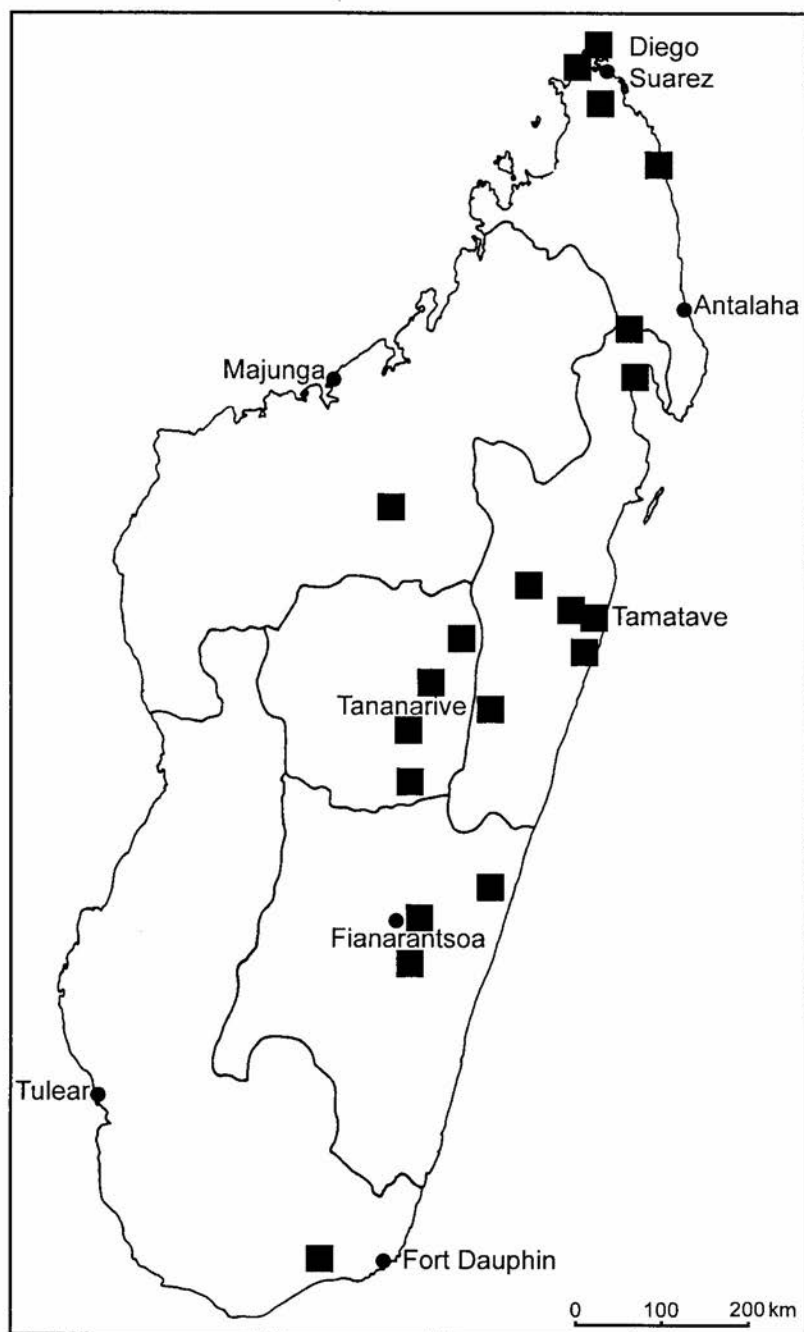 Diego
Suarez
Antalaha
Majunga
Tamatave
Tananarive
Fianarantsoa
Tulear
Fort Dauphin
0 100 200 km